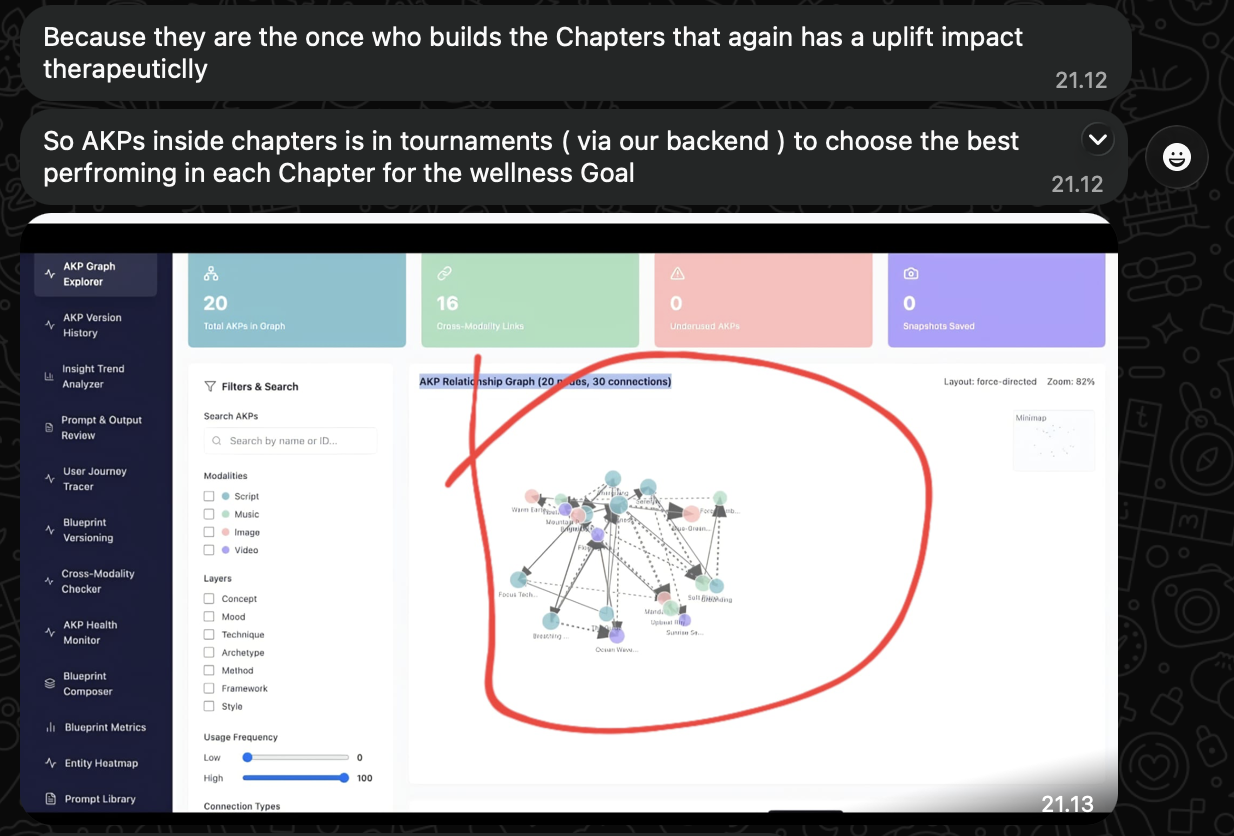 Because they are the once who builds the Chapters that again has a uplift impact
therapeuticlly
21.12
So AKPs inside chapters is in tournaments ( via our backend ) to choose the best
perfroming in each Chapter for the wellness Goal
21.12
AKP Graph
Explorer
AKP Version
History
Insight Trend
Analyzer
Prompt & Output
Review
User Journey
Tracer
Blueprint
Versioning
Cross-Modality
Checker
AKP Health
Monitor
Blueprint
Composer
Blueprint Metrics
Entity Heatmap
Prompt Library
20
Total AKPs in Graph
16
Cross-Modality Links
0
Underused AKPs
0
Snapshots Saved
Filters & Search
Search AKPs
Search by name or ID...
Modalities
Script
Music
Image
Video
Layers
Concept
Mood
Technique
Archetype
Method
Framework
Style
Usage Frequency
Low 0
High 100
Connection Types
AKP Relationship Graph (20 nodes, 30 connections)
Layout: force-directed Zoom: 82%
Minimap
Warm Eart
Focus Tech...
Breathing ...
Ocean Wave...
Sunrise Sa...
21.13